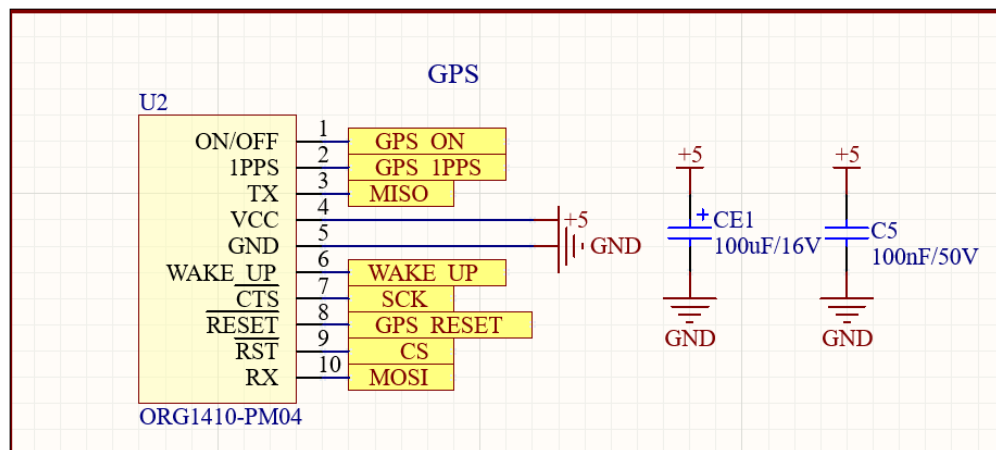 GPS
U2
ON/OFF 1 GPS_ON
1PPS 2 GPS_1PPS
TX 3 MISO
VCC 4 +5
GND 5 GND
WAKE_UP 6 WAKE_UP
CTS 7 SCK
RESET 8 GPS_RESET
RST 9 CS
RX 10 MOSI
ORG1410-PM04
+5
CE1
100uF/16V
GND
+5
C5
100nF/50V
GND